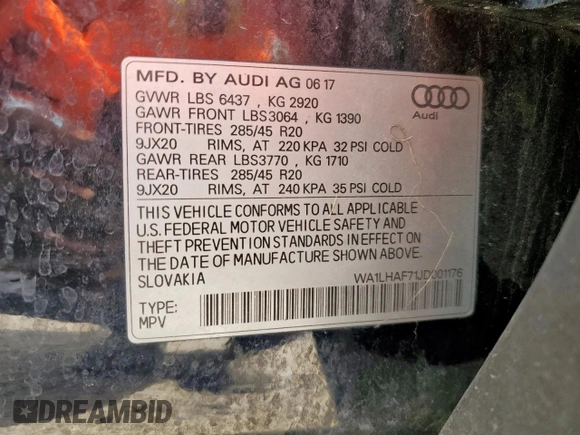 MFD. BY AUDI AG 06 17
GVWR LBS 6437 , KG 2920
GAWR FRONT LBS3064 , KG 1390
FRONT-TIRES 285/45 R20
9JX20 RIMS, AT 220 KPA 32 PSI COLD
GAWR REAR LBS3770 , KG 1710
REAR-TIRES 285/45 R20
9JX20 RIMS, AT 240 KPA 35 PSI COLD
Audi
THIS VEHICLE CONFORMS TO ALL APPLICABLE
U.S. FEDERAL MOTOR VEHICLE SAFETY AND
THEFT PREVENTION STANDARDS IN EFFECT ON
THE DATE OF MANUFACTURE SHOWN ABOVE.
SLOVAKIA
WA1LHAF71JD001176
TYPE:
MPV
DREAMBID